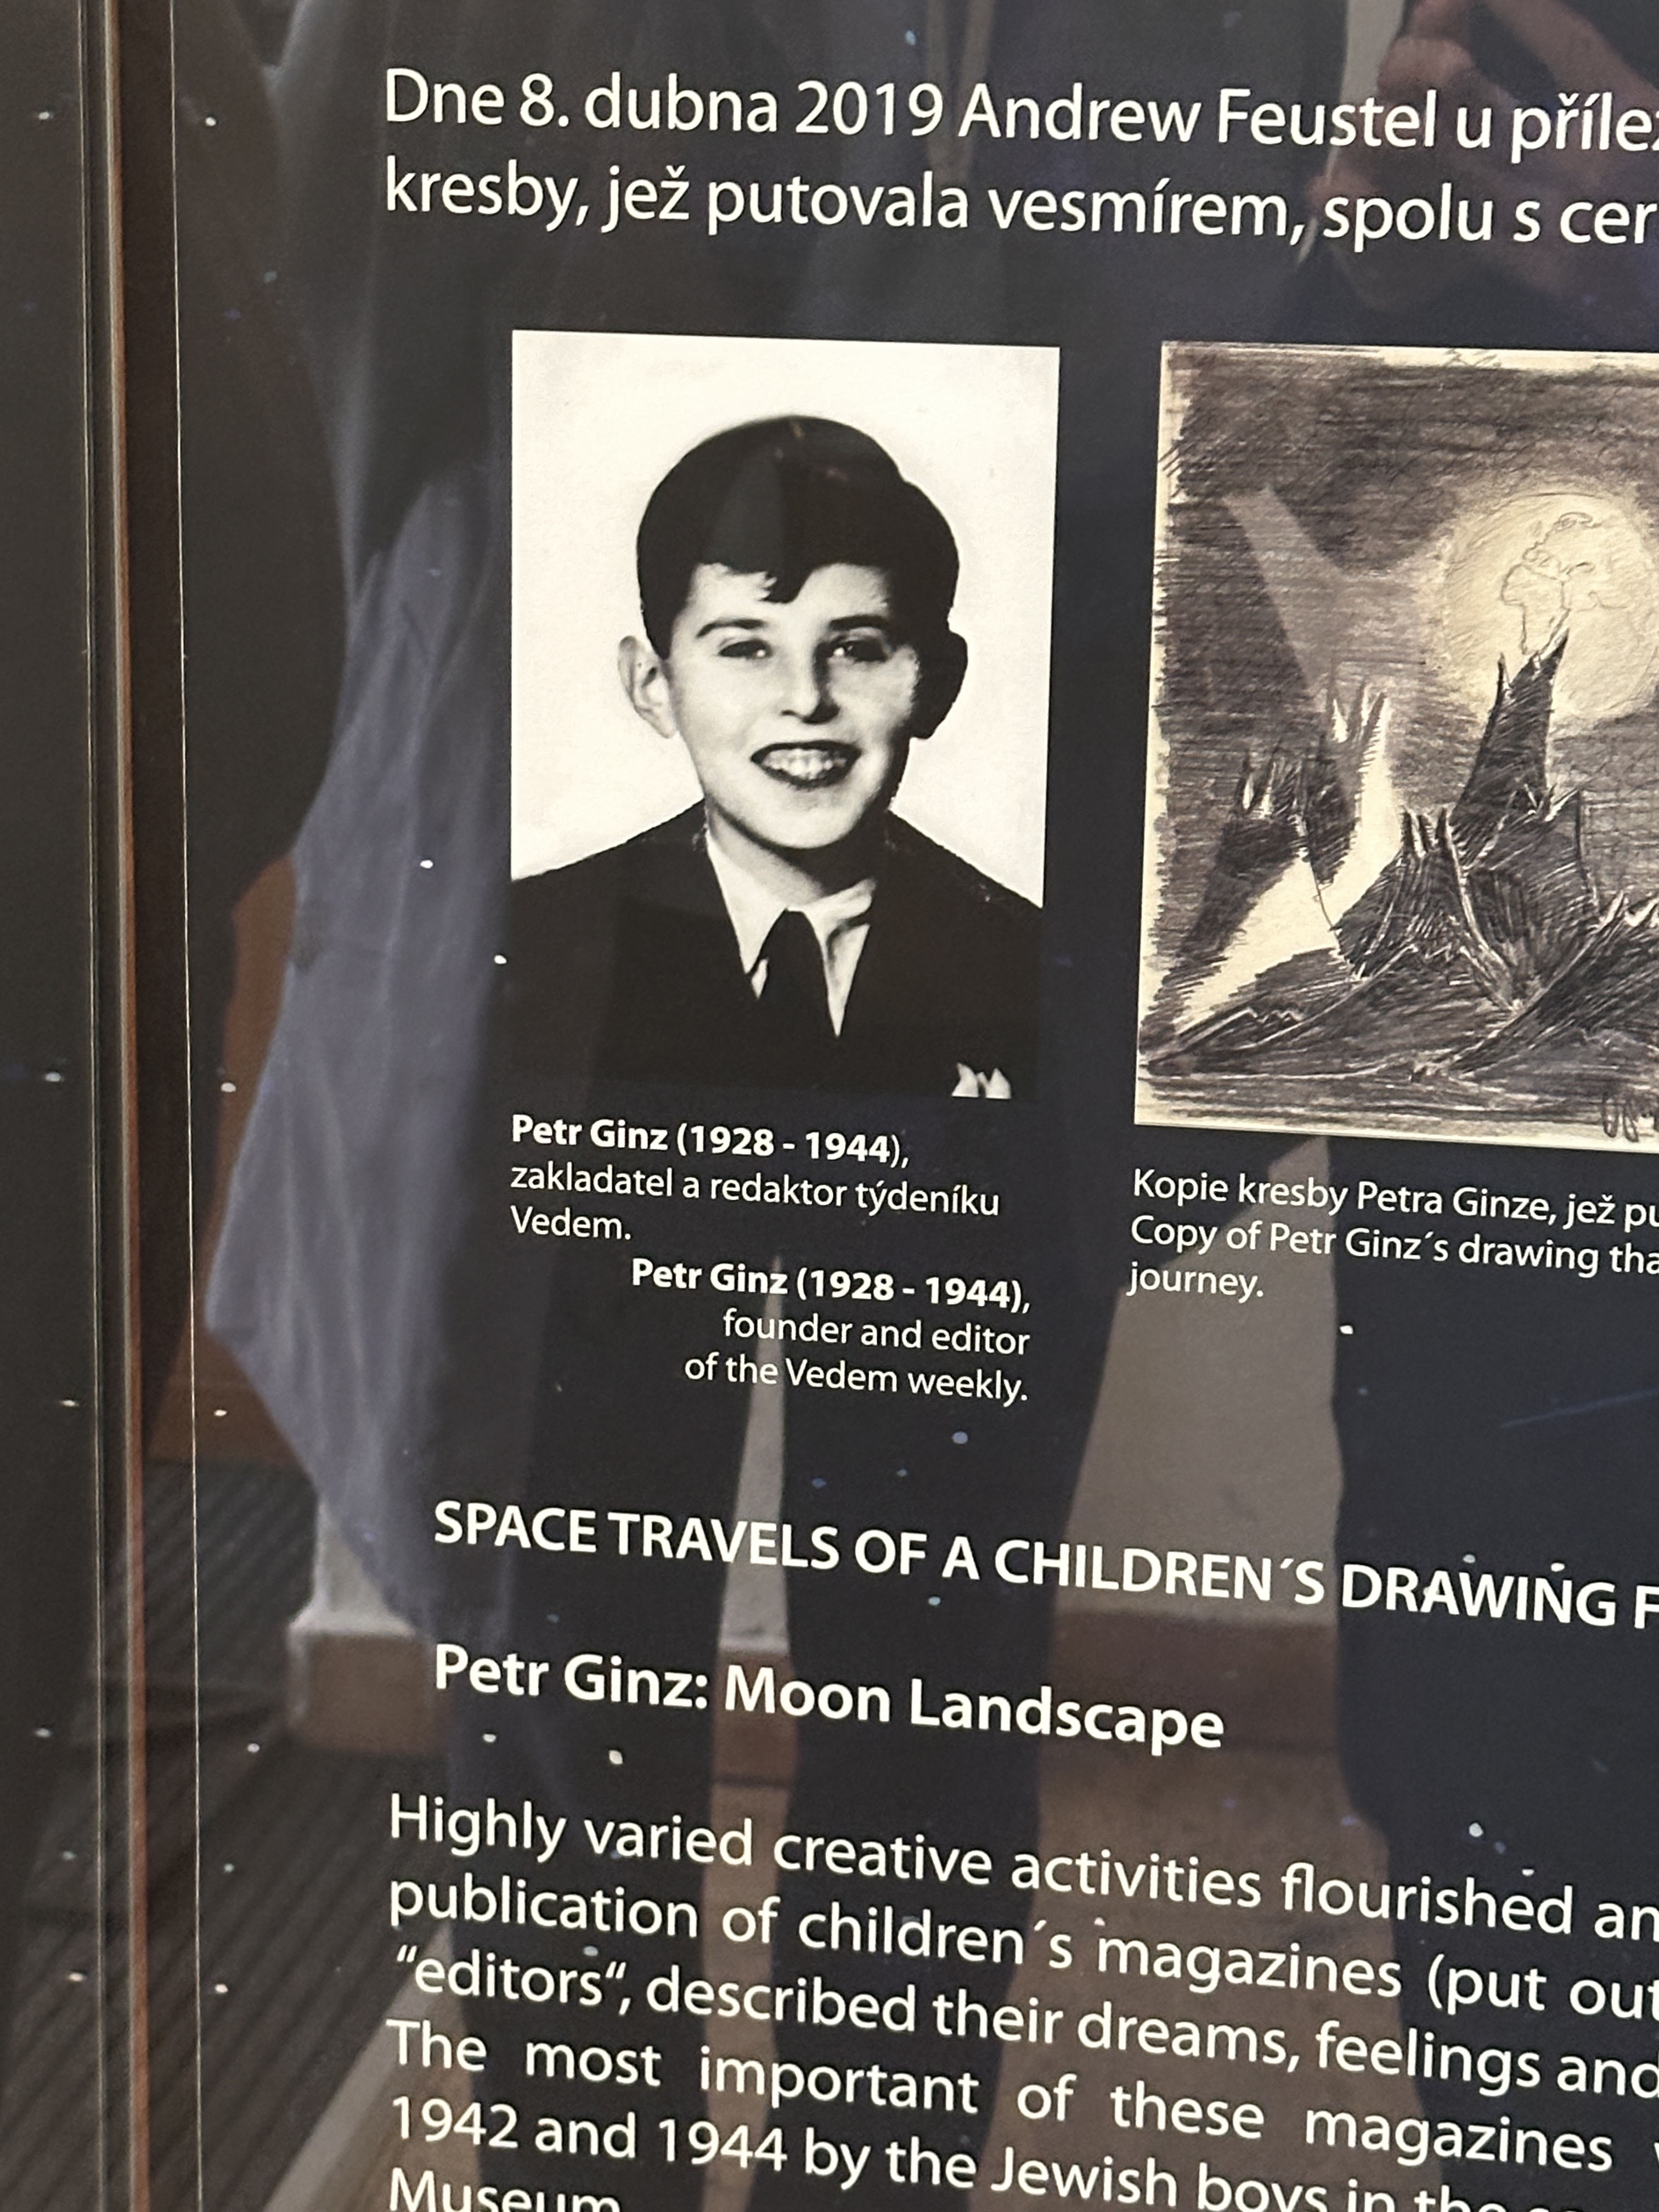 Dne 8. dubna 2019 Andrew Feustel u
kresby, jež putovala vesmírem, spolu s
Petr Ginz (1928 - 1944),
zakladatel a redaktor týdeníku
Vedem.
Petr Ginz (1928 - 1944),
founder and editor
of the Vedem weekly.
Kopie kresby Petra Ginze, jež
Copy of Petr Ginz´s drawing
journey.
SPACE TRAVELS OF A CHILDREN´S DRAWING
Petr Ginz: Moon Landscape
Highly varied creative activities flourished
publication of children´s magazines (put out
“editors“, described their dreams, feelings and
The most important of these magazines
1942 and 1944 by the Jewish boys in
Museum